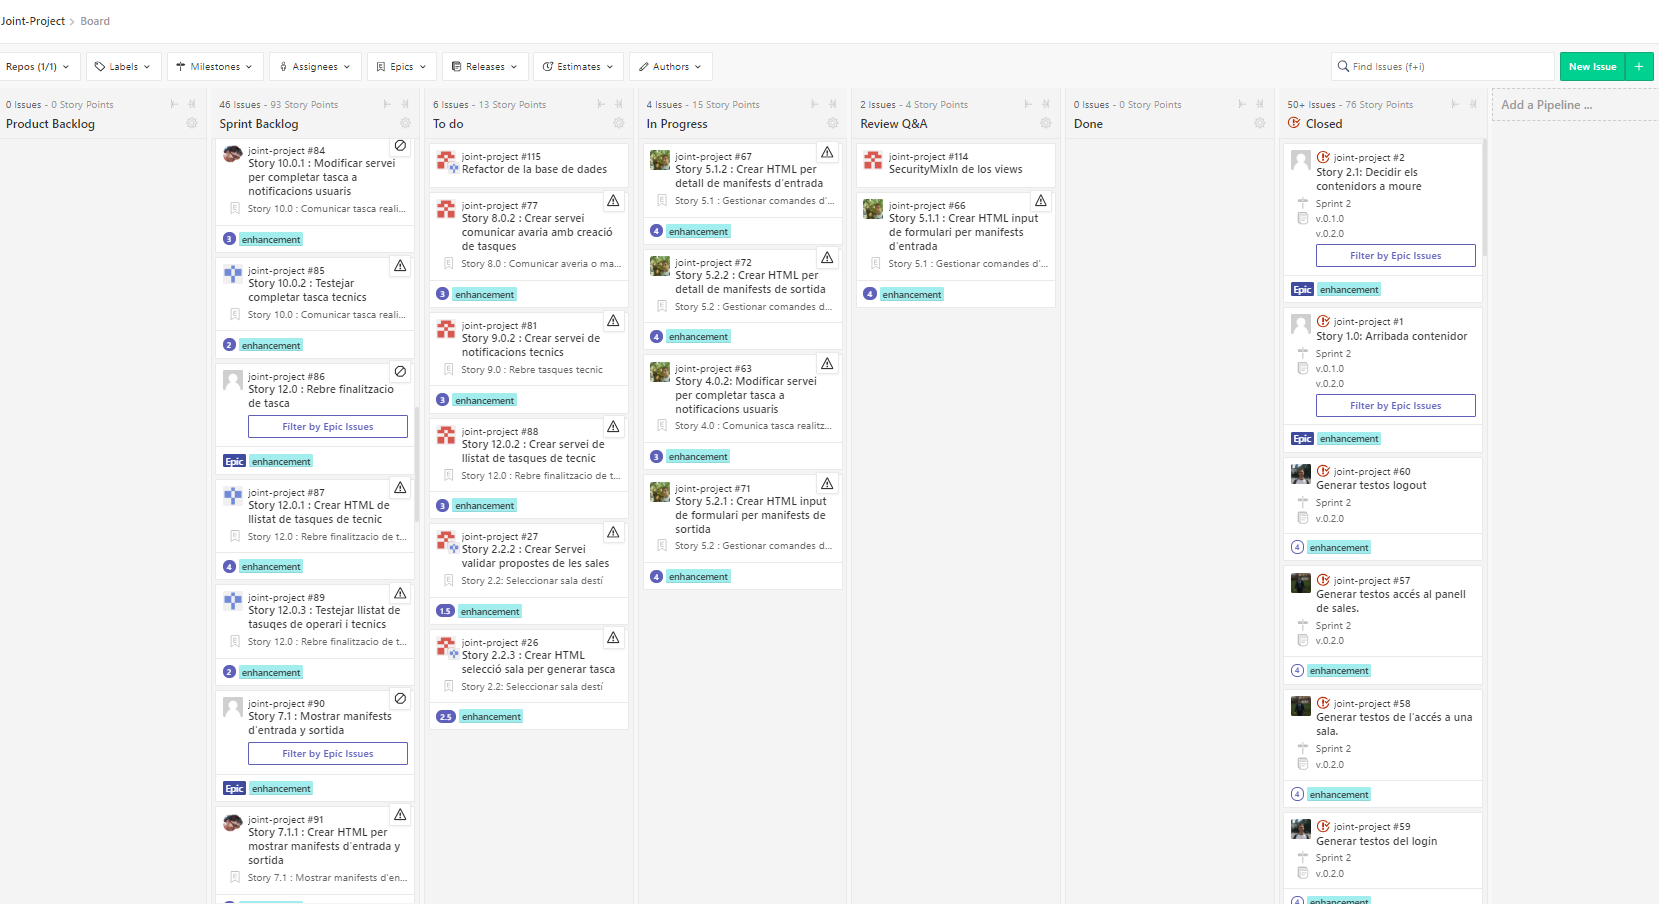 Joint-Project > Board
Repos (1/1)
Labels
Milestones
Assignees
Epics
Releases
Estimates
Authors
Find Issues (f+i)
New Issue
+
0 Issues - 0 Story Points
Product Backlog
46 Issues - 93 Story Points
Sprint Backlog
joint-project #84
Story 10.0.1 : Modificar servei
per completar tasca a
notificacions usuaris
Story 10.0 : Comunicar tasca reali...
3 enhancement
joint-project #85
Story 10.0.2 : Testejar
completar tasca tecnics
Story 10.0 : Comunicar tasca reali...
2 enhancement
joint-project #86
Story 12.0 : Rebre finalitzacio
de tasca
Filter by Epic Issues
Epic enhancement
joint-project #87
Story 12.0.1 : Crear HTML de
llistat de tasques de tecnic
Story 12.0 : Rebre finalitzacio de t...
4 enhancement
joint-project #89
Story 12.0.3 : Testejar llistat de
tasuqes de operari i tecnics
Story 12.0 : Rebre finalitzacio de t...
2 enhancement
joint-project #90
Story 7.1 : Mostrar manifests
d'entrada y sortida
Filter by Epic Issues
Epic enhancement
joint-project #91
Story 7.1.1 : Crear HTML per
mostrar manifests d'entrada y
sortida
Story 7.1 : Mostrar manifests d'en...
6 Issues - 13 Story Points
To do
joint-project #115
Refactor de la base de dades
joint-project #77
Story 8.0.2 : Crear servei
comunicar avaria amb creació
de tasques
Story 8.0 : Comunicar averia o ma...
3 enhancement
joint-project #81
Story 9.0.2 : Crear servei de
notificacions tecnics
Story 9.0 : Rebre tasques tecnic
3 enhancement
joint-project #88
Story 12.0.2 : Crear servei de
llistat de tasques de tecnic
Story 12.0 : Rebre finalitzacio de t...
3 enhancement
joint-project #27
Story 2.2.2 : Crear Servei
validar propostes de les sales
Story 2.2: Seleccionar sala destí
1.5 enhancement
joint-project #26
Story 2.2.3 : Crear HTML
selecció sala per generar tasca
Story 2.2: Seleccionar sala destí
2.5 enhancement
4 Issues - 15 Story Points
In Progress
joint-project #67
Story 5.1.2 : Crear HTML per
detall de manifests d'entrada
Story 5.1 : Gestionar comandes d'...
4 enhancement
joint-project #72
Story 5.2.2 : Crear HTML per
detall de manifests de sortida
Story 5.2 : Gestionar comandes d...
4 enhancement
joint-project #63
Story 4.0.2: Modificar servei
per completar tasca a
notificacions usuaris
Story 4.0 : Comunica tasca realitz...
3 enhancement
joint-project #71
Story 5.2.1 : Crear HTML input
de formulari per manifests de
sortida
Story 5.2 : Gestionar comandes d...
4 enhancement
2 Issues - 4 Story Points
Review Q&A
joint-project #114
SecurityMixIn de los views
joint-project #66
Story 5.1.1 : Crear HTML input
de formulari per manifests
d'entrada
Story 5.1 : Gestionar comandes d'...
4 enhancement
0 Issues - 0 Story Points
Done
50+ Issues - 76 Story Points
Closed
joint-project #2
Story 2.1: Decidir els
contenidors a moure
Sprint 2
v.0.1.0
v.0.2.0
Filter by Epic Issues
Epic enhancement
joint-project #1
Story 1.0: Arribada contenidor
Sprint 2
v.0.1.0
v.0.2.0
Filter by Epic Issues
Epic enhancement
joint-project #60
Generar testos logout
Sprint 2
v.0.2.0
4 enhancement
joint-project #57
Generar testos accés al panell
de sales.
Sprint 2
v.0.2.0
4 enhancement
joint-project #58
Generar testos de l'accés a una
sala.
Sprint 2
v.0.2.0
4 enhancement
joint-project #59
Generar testos del login
Sprint 2
v.0.2.0
4 enhancement
Add a Pipeline ...